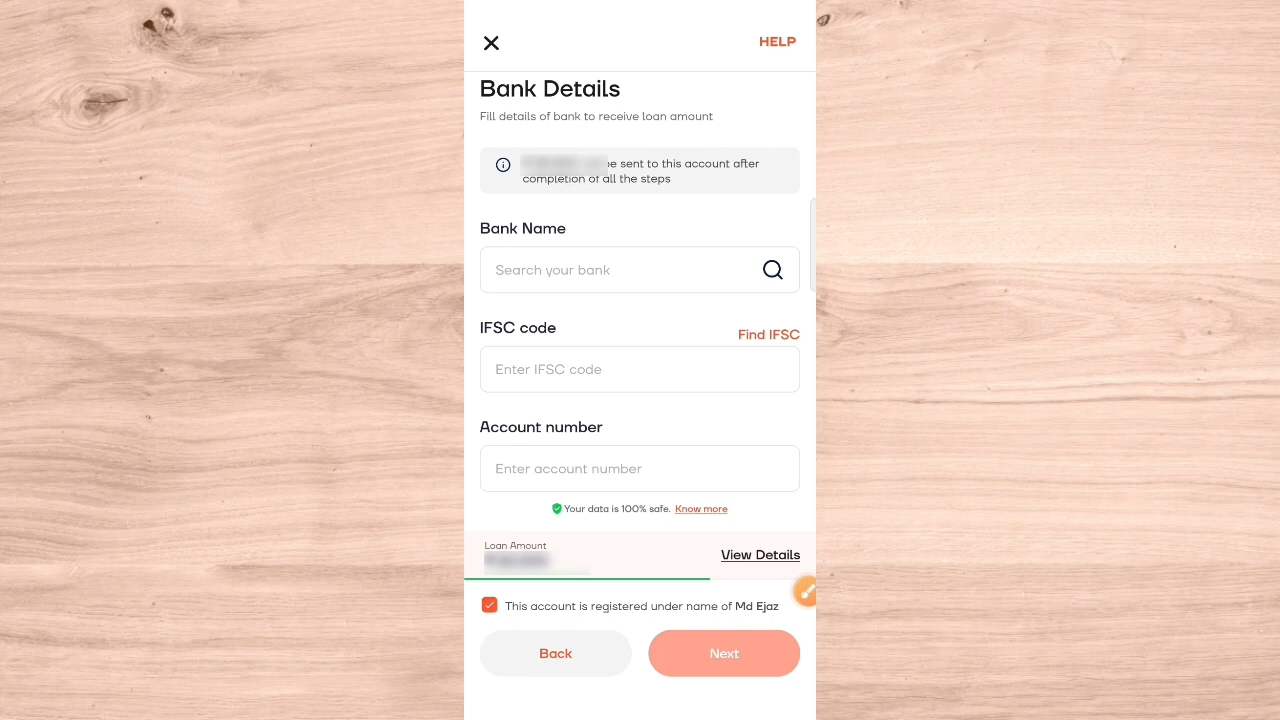 HELP
Bank Details
Fill details of bank to receive loan amount
be sent to this account after
completion of all the steps
Bank Name
Search your bank
IFSC code
Find IFSC
Enter IFSC code
Account number
Enter account number
Your data is 100% safe. Know more
Loan Amount
View Details
This account is registered under name of Md Ejaz
Back
Next